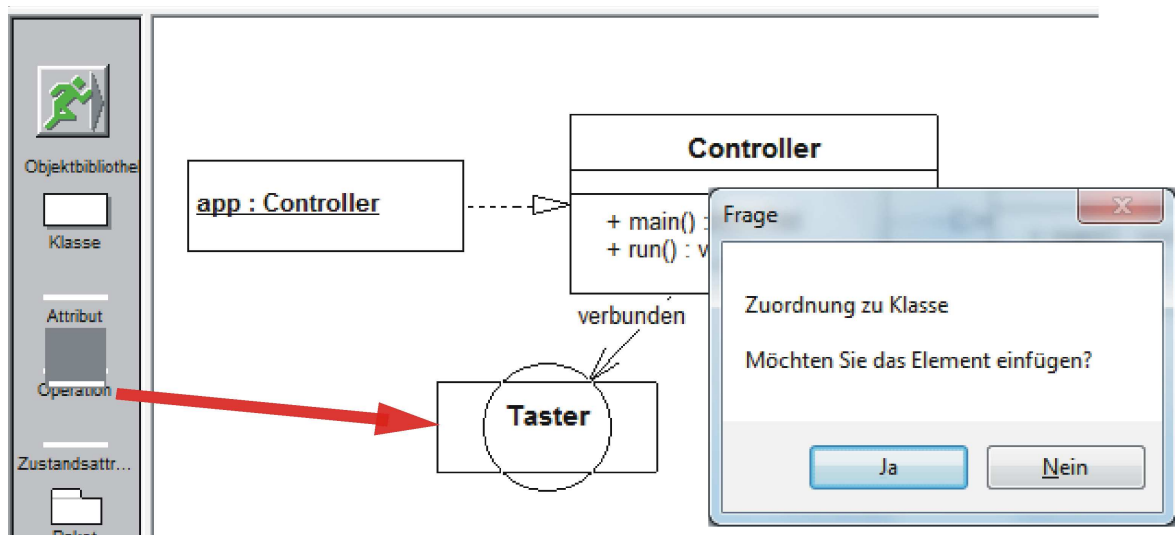 Objektbibliothe
Klasse
Attribut
Operation
Zustandsattr...
Paket
app : Controller
Controller
+ main() :
+ run() : v
verbunden
Taster
Frage
Zuordnung zu Klasse
Möchten Sie das Element einfügen?
Ja
Nein